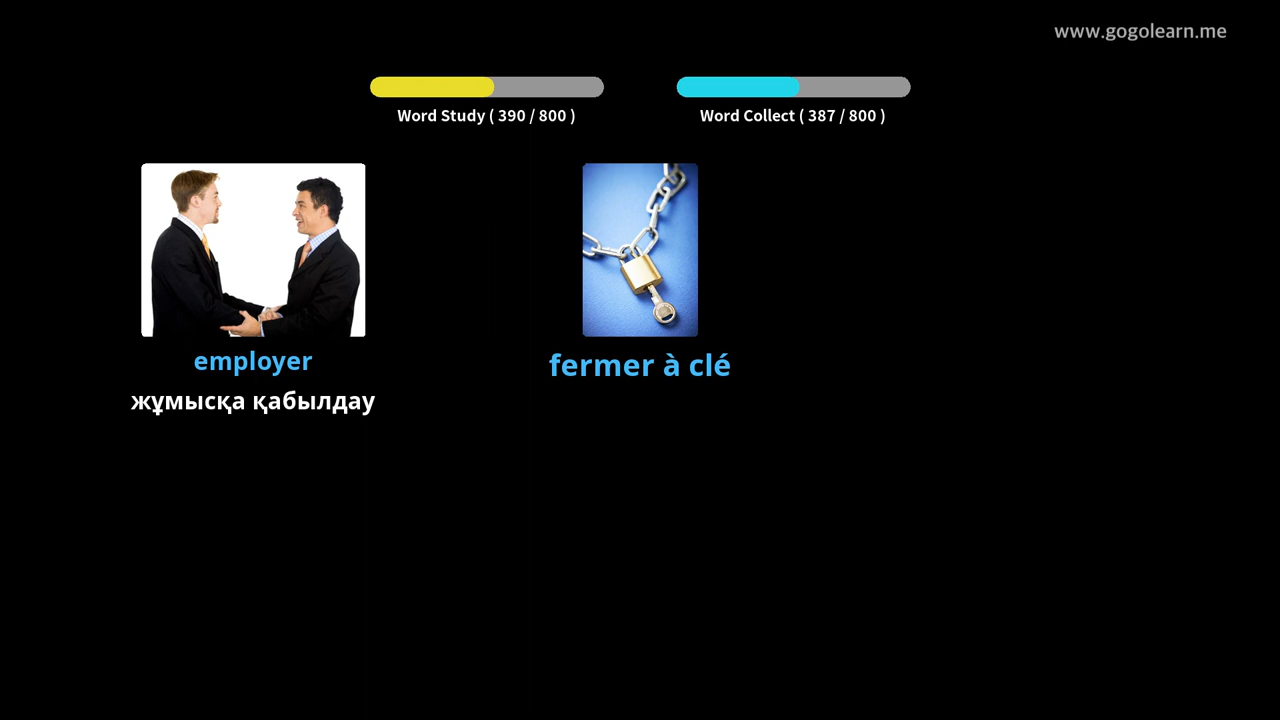 www.gogolearn.me
Word Study ( 390 / 800 )
Word Collect ( 387 / 800 )
employer
жұмысқа қабылдау
fermer à clé